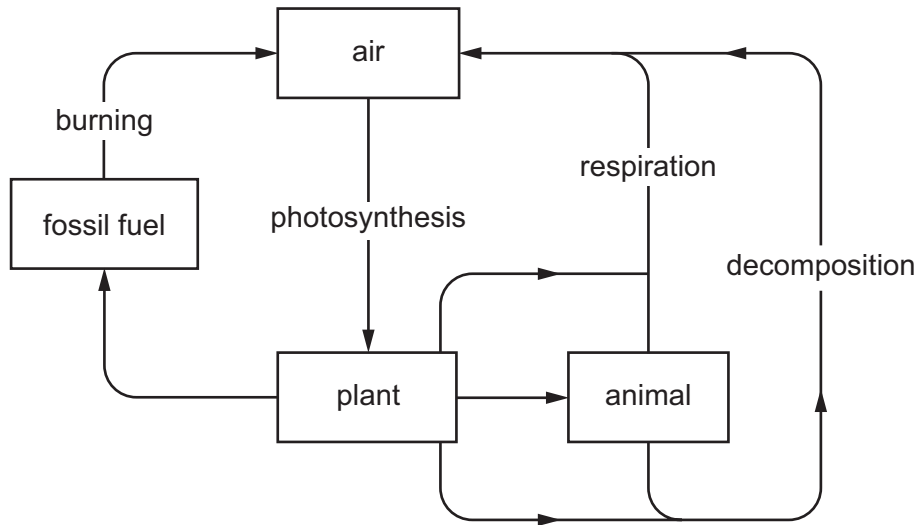 air
burning
respiration
photosynthesis
fossil fuel
decomposition
plant
animal